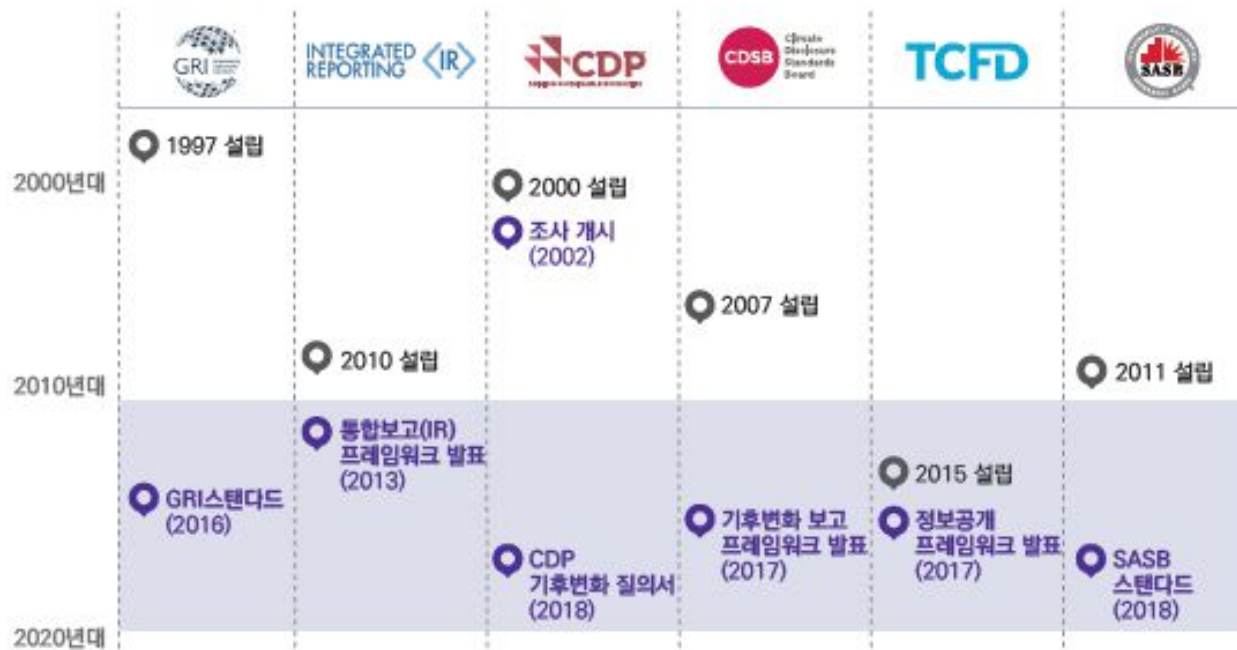 GRI
INTEGRATED
REPORTING <IR>
CDP
CDSB
Climate
Disclosure
Standards
Board
TCFD
SASB
2000년대
2010년대
2020년대
1997 설립
GRI스탠다드
(2016)
2010 설립
통합보고(IR)
프레임워크 발표
(2013)
2000 설립
조사 개시
(2002)
CDP
기후변화 질의서
(2018)
2007 설립
기후변화 보고
프레임워크 발표
(2017)
2015 설립
정보공개
프레임워크 발표
(2017)
2011 설립
SASB
스탠다드
(2018)